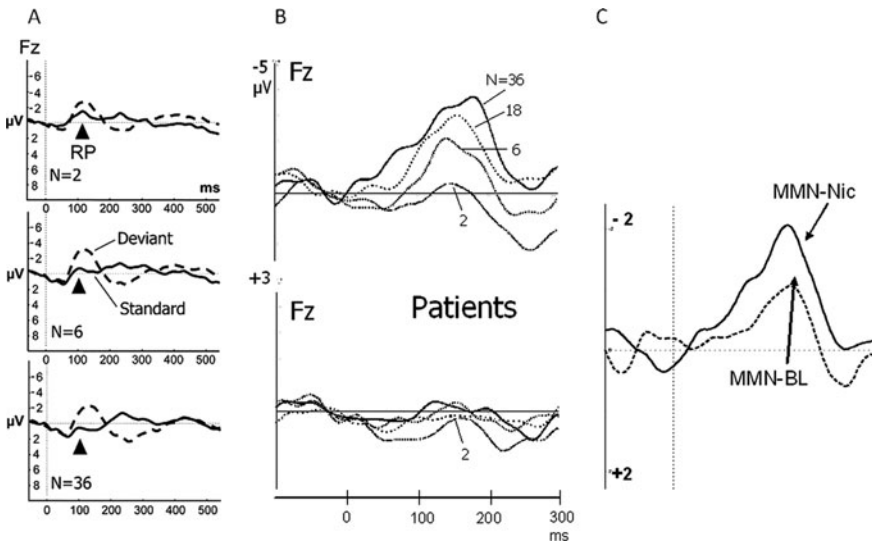 A
Fz
-6
-4
-2
µV
2
4
6
8
RP
N=2
ms
0 100 200 300 400 500
-6
-4
-2
µV
2
4
6
8
Deviant
Standard
N=6
0 100 200 300 400 500
-6
-4
-2
µV
2
4
6
8
N=36
0 100 200 300 400 500
B
-5
µV
Fz
N=36
18
6
2
+3
Fz
Patients
2
0 100 200 300
ms
C
- 2
MMN-Nic
MMN-BL
+2